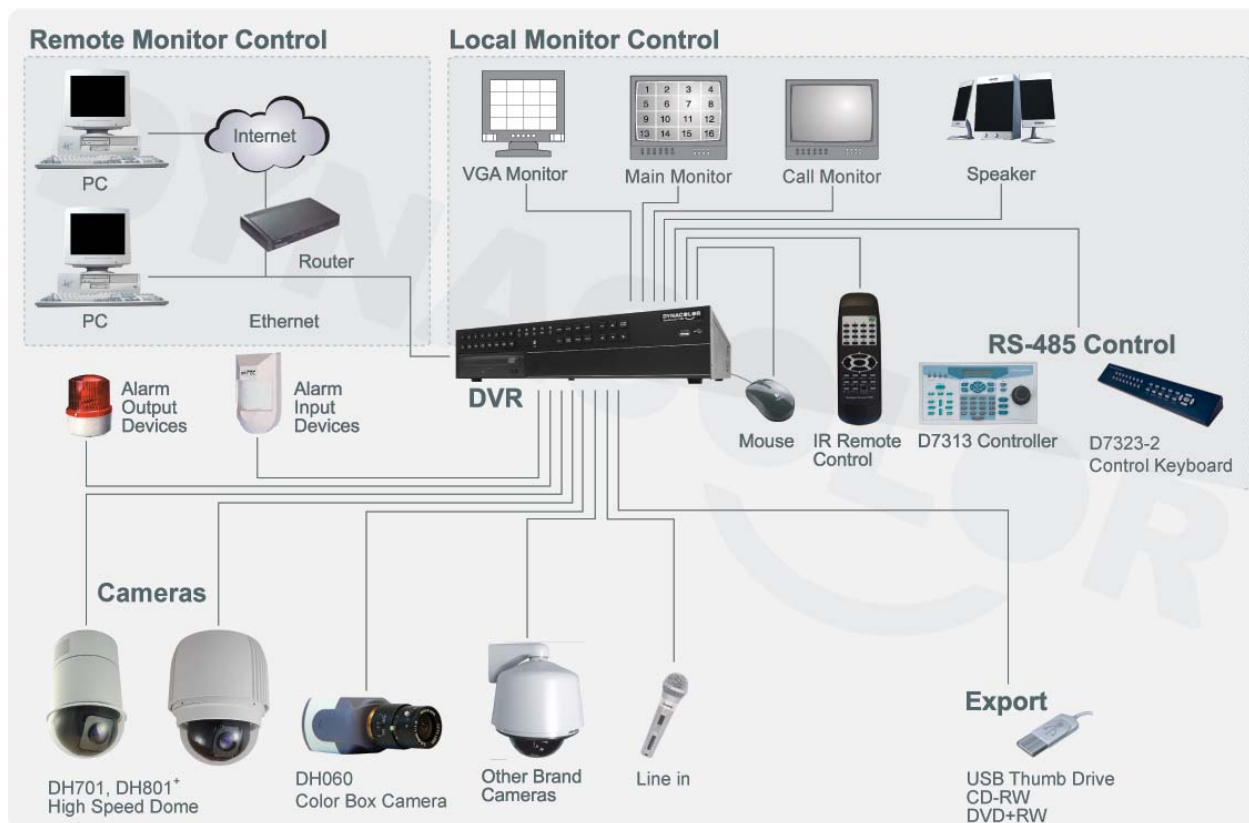 Remote Monitor Control
Local Monitor Control
Internet
PC
PC
Router
Ethernet
VGA Monitor
1 2 3 4
5 6 7 8
9 10 11 12
13 14 15 16
Main Monitor
Call Monitor
Speaker
DYNACOLOR
DVR
Mouse
IR Remote
Control
RS-485 Control
D7313 Controller
D7323-2
Control Keyboard
Alarm
Output
Devices
Alarm
Input
Devices
Cameras
DH701, DH801+
High Speed Dome
DH060
Color Box Camera
Other Brand
Cameras
Line in
Export
USB Thumb Drive
CD-RW
DVD+RW
DYNACOLOR